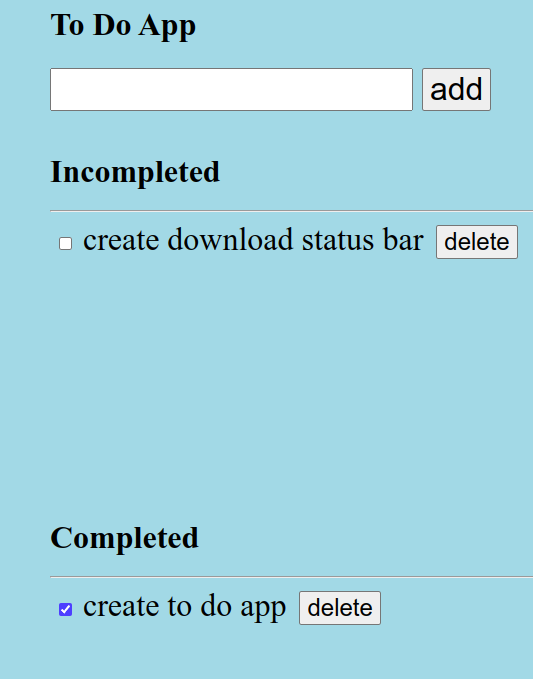 To Do App
add
Incompleted
create download status bar delete
Completed
create to do app delete